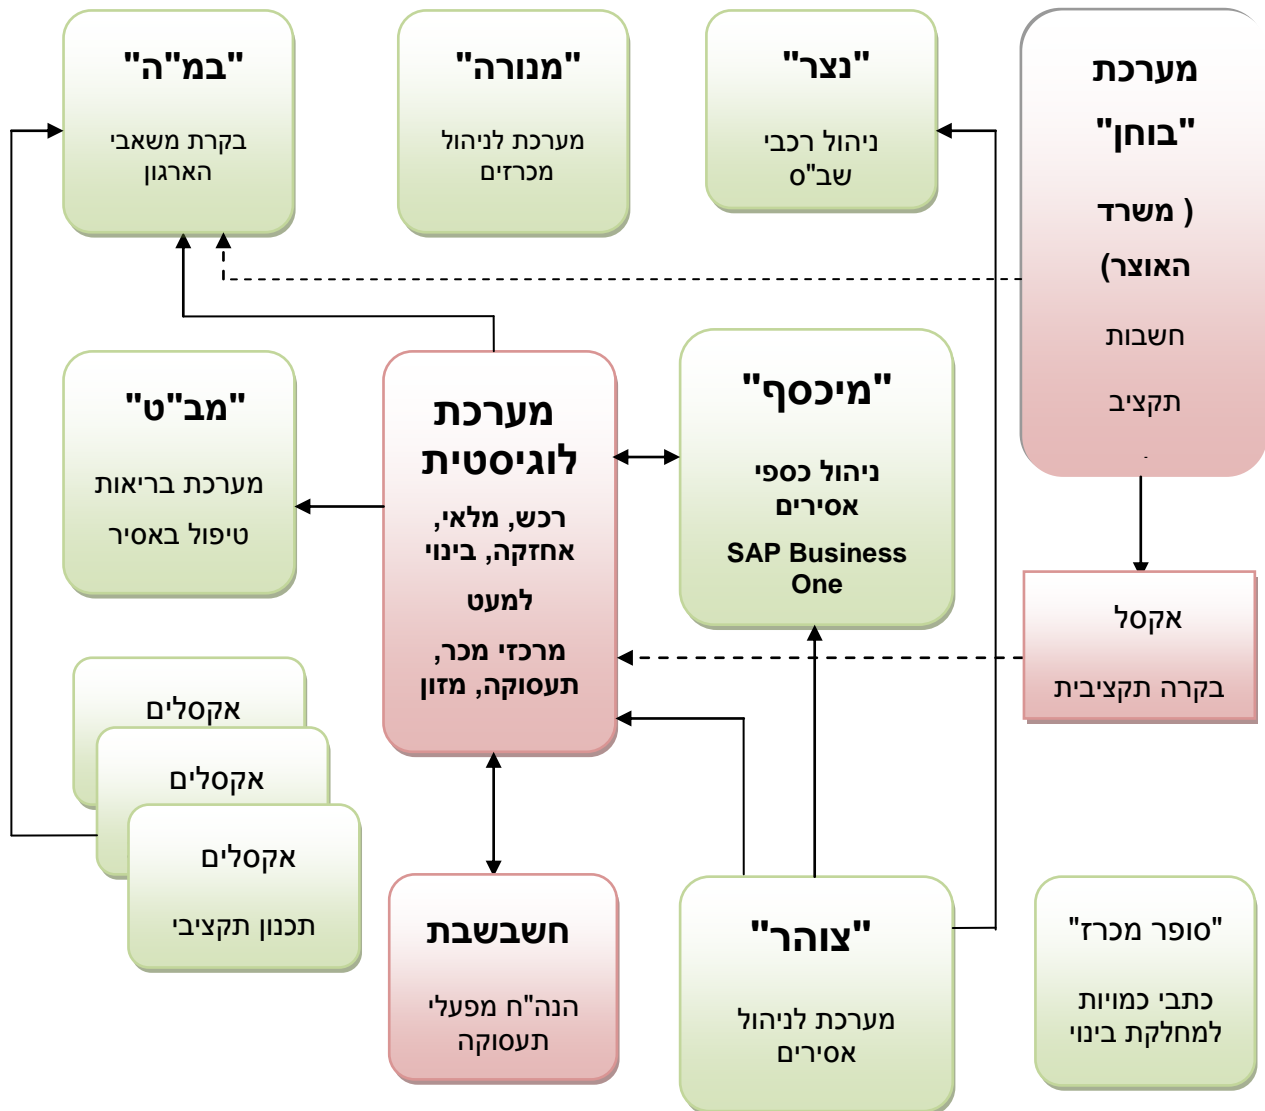 מערכת
"בוחן"
( משרד
האוצר)
חשבות
תקציב
.
"נצר"
ניהול רכבי
שב"ס
"מנורה"
מערכת לניהול
מכרזים
"במ"ה"
בקרת משאבי
הארגון
"מיכסף"
ניהול כספי
אסירים
SAP Business
One
מערכת
לוגיסטית
רכש, מלאי,
אחזקה, בינוי
למעט
מרכזי מכר,
תעסוקה, מזון
"מב"ט"
מערכת בריאות
טיפול באסיר
אקסל
בקרה תקציבית
אקסלים
אקסלים
אקסלים
תכנון תקציבי
"סופר מכרז"
כתבי כמויות
למחלקת בינוי
"צוהר"
מערכת לניהול
אסירים
חשבשבת
הנה"ח מפעלי
תעסוקה